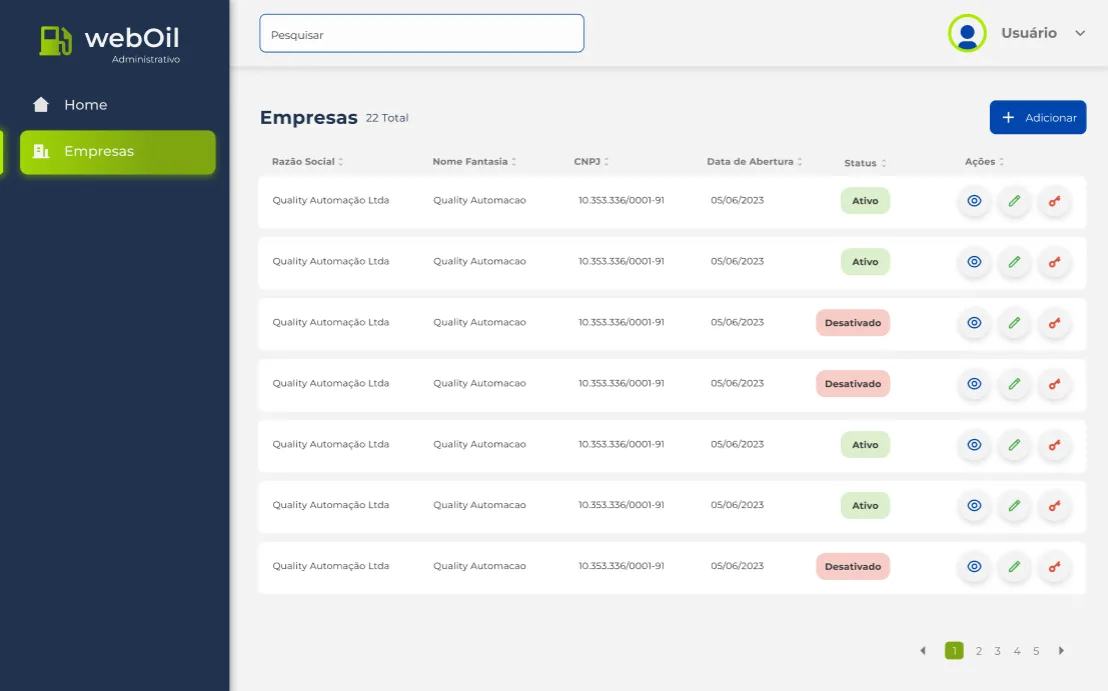 webOil
Administrativo
Home
Empresas
Pesquisar
Usuário
Empresas 22 Total
Adicionar
Razão Social Nome Fantasia CNPJ Data de Abertura Status Ações
Quality Automação Ltda Quality Automacao 10.353.336/0001-91 05/06/2023 Ativo
Quality Automação Ltda Quality Automacao 10.353.336/0001-91 05/06/2023 Ativo
Quality Automação Ltda Quality Automacao 10.353.336/0001-91 05/06/2023 Desativado
Quality Automação Ltda Quality Automacao 10.353.336/0001-91 05/06/2023 Desativado
Quality Automação Ltda Quality Automacao 10.353.336/0001-91 05/06/2023 Ativo
Quality Automação Ltda Quality Automacao 10.353.336/0001-91 05/06/2023 Ativo
Quality Automação Ltda Quality Automacao 10.353.336/0001-91 05/06/2023 Desativado
1 2 3 4 5